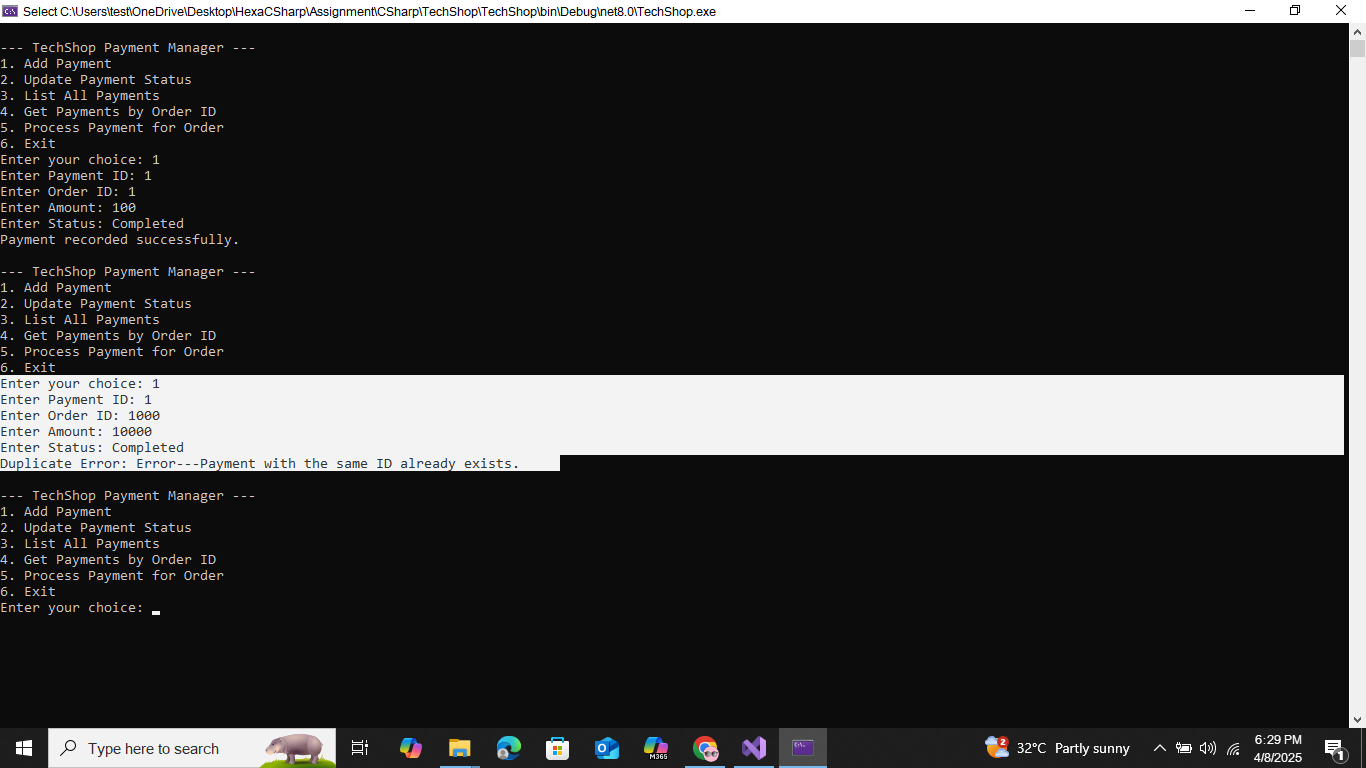 Select C:\Users\test\OneDrive\Desktop\HexaCSharp\Assignment\CSharp\TechShop\TechShop\bin\Debug\net8.0\TechShop.exe
--- TechShop Payment Manager ---
1. Add Payment
2. Update Payment Status
3. List All Payments
4. Get Payments by Order ID
5. Process Payment for Order
6. Exit
Enter your choice: 1
Enter Payment ID: 1
Enter Order ID: 1
Enter Amount: 100
Enter Status: Completed
Payment recorded successfully.
--- TechShop Payment Manager ---
1. Add Payment
2. Update Payment Status
3. List All Payments
4. Get Payments by Order ID
5. Process Payment for Order
6. Exit
Enter your choice: 1
Enter Payment ID: 1
Enter Order ID: 1000
Enter Amount: 10000
Enter Status: Completed
Duplicate Error: Error---Payment with the same ID already exists.
--- TechShop Payment Manager ---
1. Add Payment
2. Update Payment Status
3. List All Payments
4. Get Payments by Order ID
5. Process Payment for Order
6. Exit
Enter your choice:
Type here to search
M365
2
32°C Partly sunny
6:29 PM
4/8/2025
1